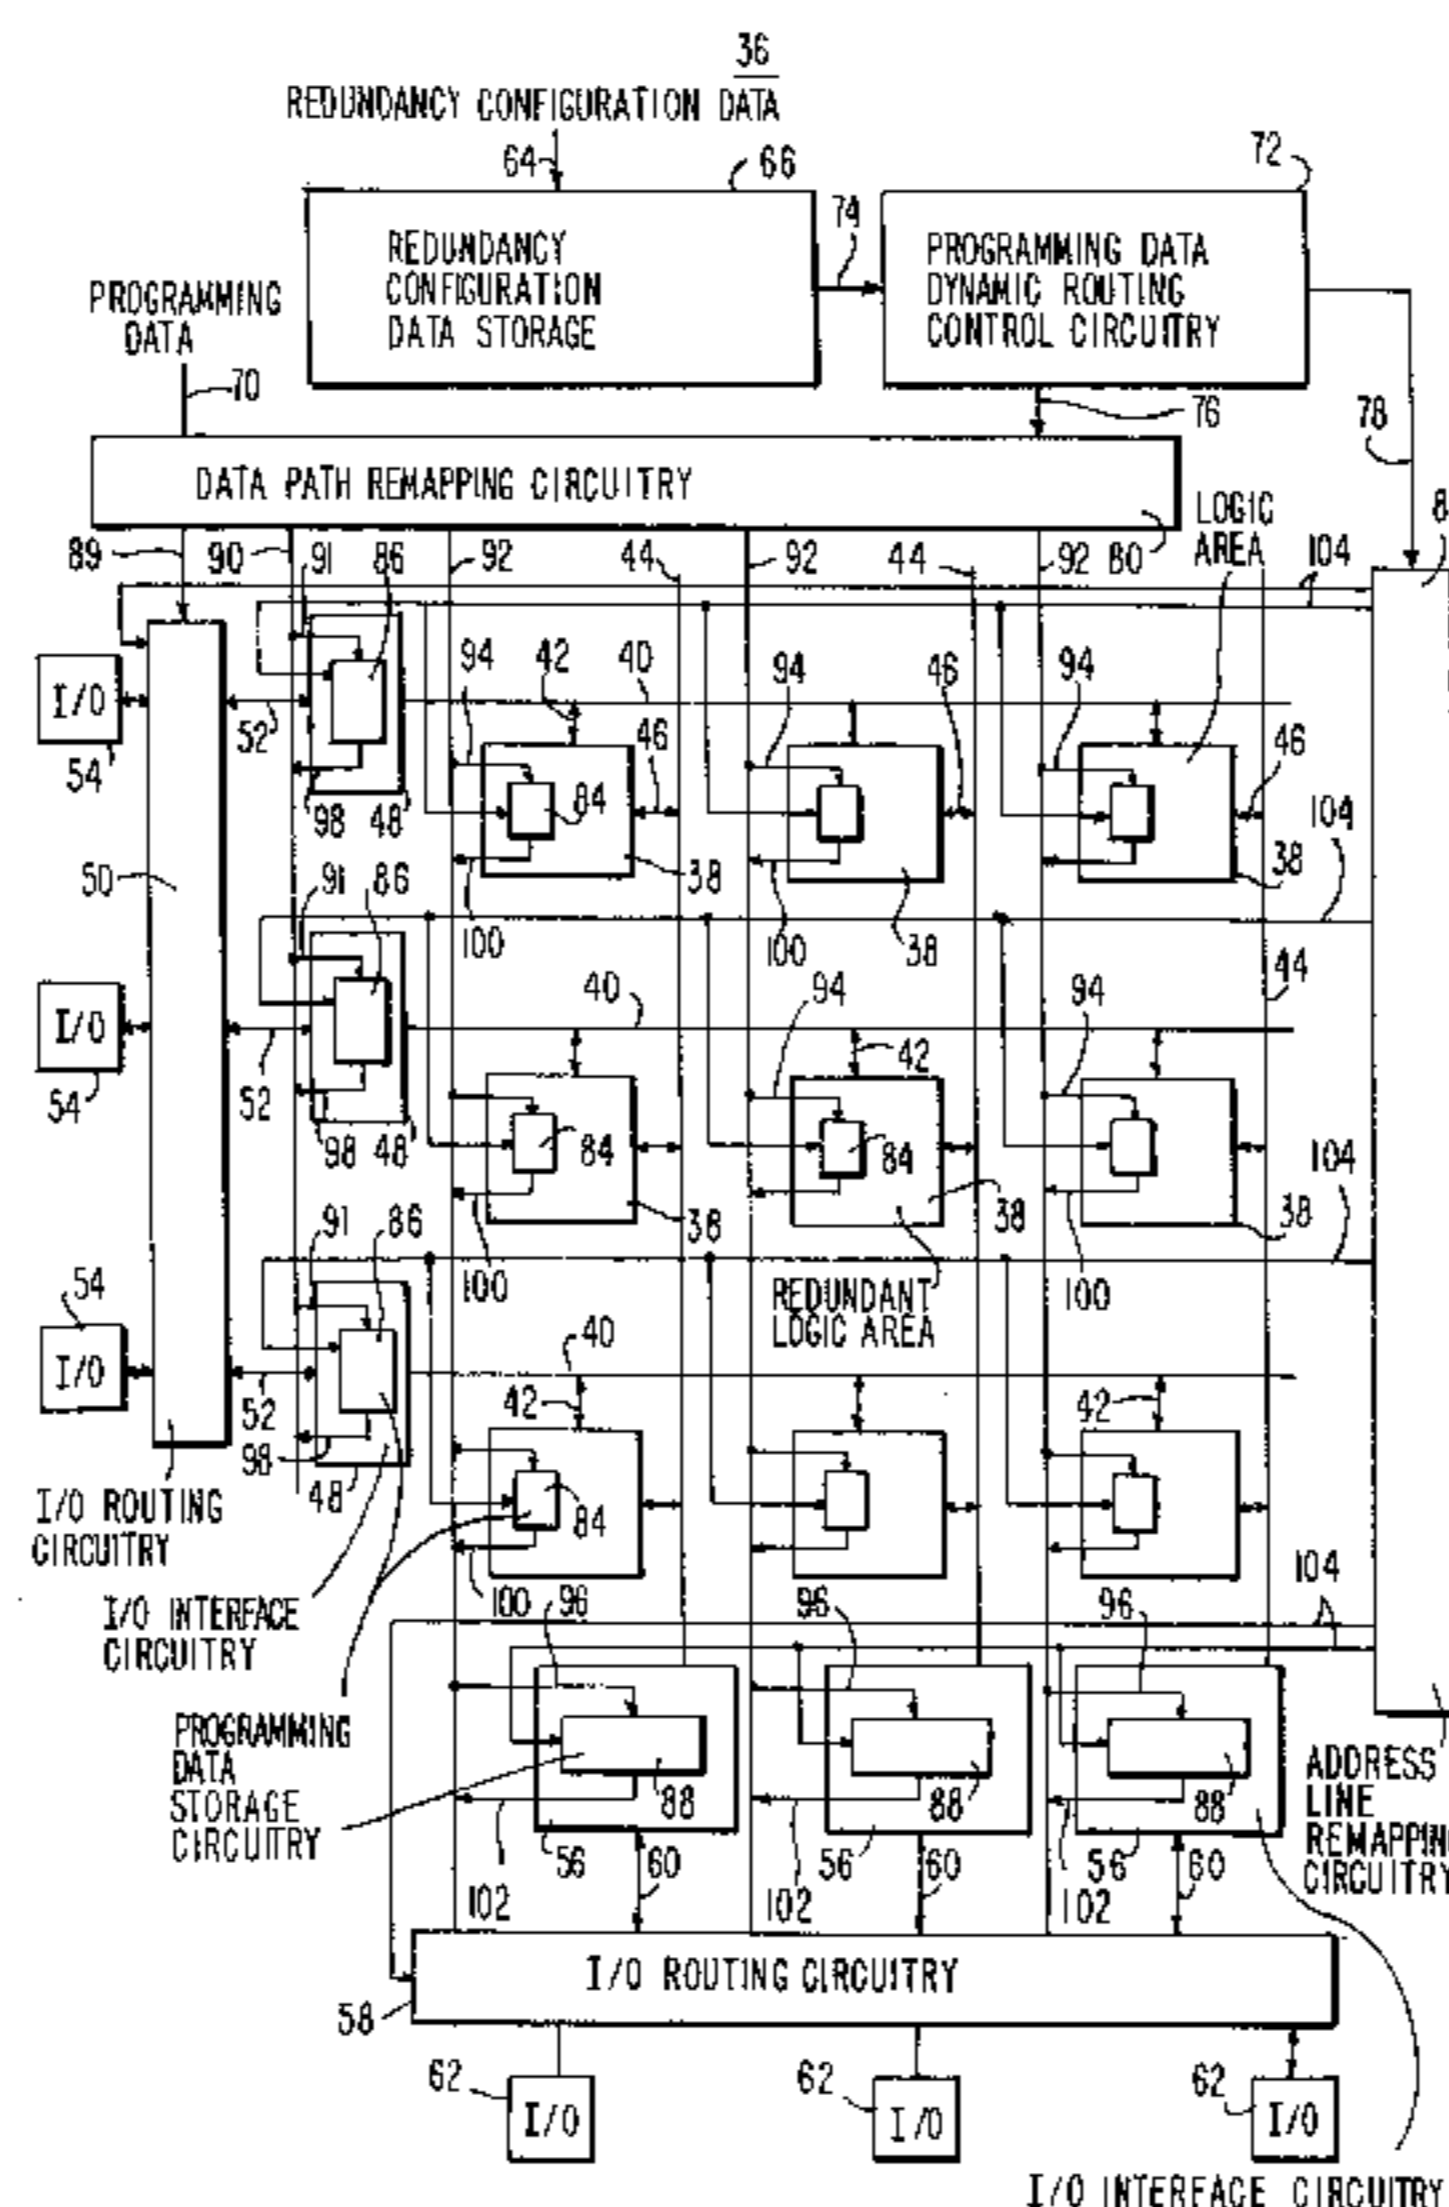 36
REDUNDANCY CONFIGURATION DATA
64
66
72
74
REDUNDANCY
CONFIGURATION
DATA STORAGE
PROGRAMMING DATA
DYNAMIC ROUTING
CONTROL CIRCUITRY
PROGRAMMING
DATA
70
76
78
DATA PATH REMAPPING CIRCUITRY
LOGIC
AREA
8
89
90
91
86
92
44
92
44
92
80
104
94
42
40
94
46
94
I/O
52
46
46
54
84
104
98
48
38
38
50
91
86
100
100
38
44
40
94
94
I/O
42
54
52
98
48
84
84
104
91
86
38
38
38
54
100
REDUNDANT
LOGIC AREA
100
104
40
I/O
52
42
42
98
48
84
I/O ROUTING
CIRCUITRY
100
96
96
96
104
I/O INTERFACE
CIRCUITRY
PROGRAMMING
DATA
STORAGE
CIRCUITRY
88
88
88
ADDRESS
LINE
REMAPPING
CIRCUITRY
56
60
56
60
56
60
102
102
102
I/O ROUTING CIRCUITRY
58
62
62
62
I/O
I/O
I/O
I/O INTERFACE CIRCUITRY